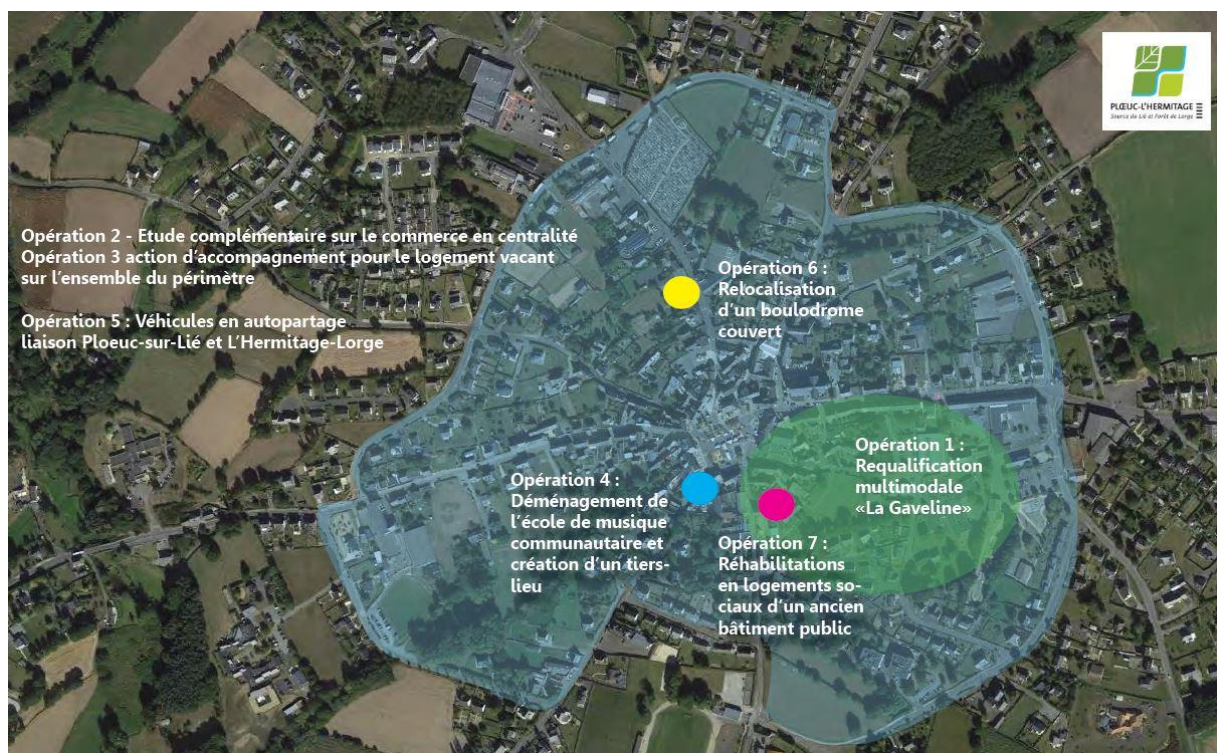 PLŒUC-L'HERMITAGE
Source du Lié et Forêt de Lorge
Opération 2 - Etude complémentaire sur le commerce en centralité
Opération 3 action d'accompagnement pour le logement vacant
sur l'ensemble du périmètre
Opération 5 : Véhicules en autopartage
liaison Ploeuc-sur-Lié et L'Hermitage-Lorge
Opération 6 :
Relocalisation
d'un boulodrome
couvert
Opération 1 :
Requalification
multimodale
«La Gaveline»
Opération 4 :
Déménagement de
l'école de musique
communautaire et
création d'un tiers-
lieu
Opération 7 :
Réhabilitations
en logements so-
ciaux d'un ancien
bâtiment public